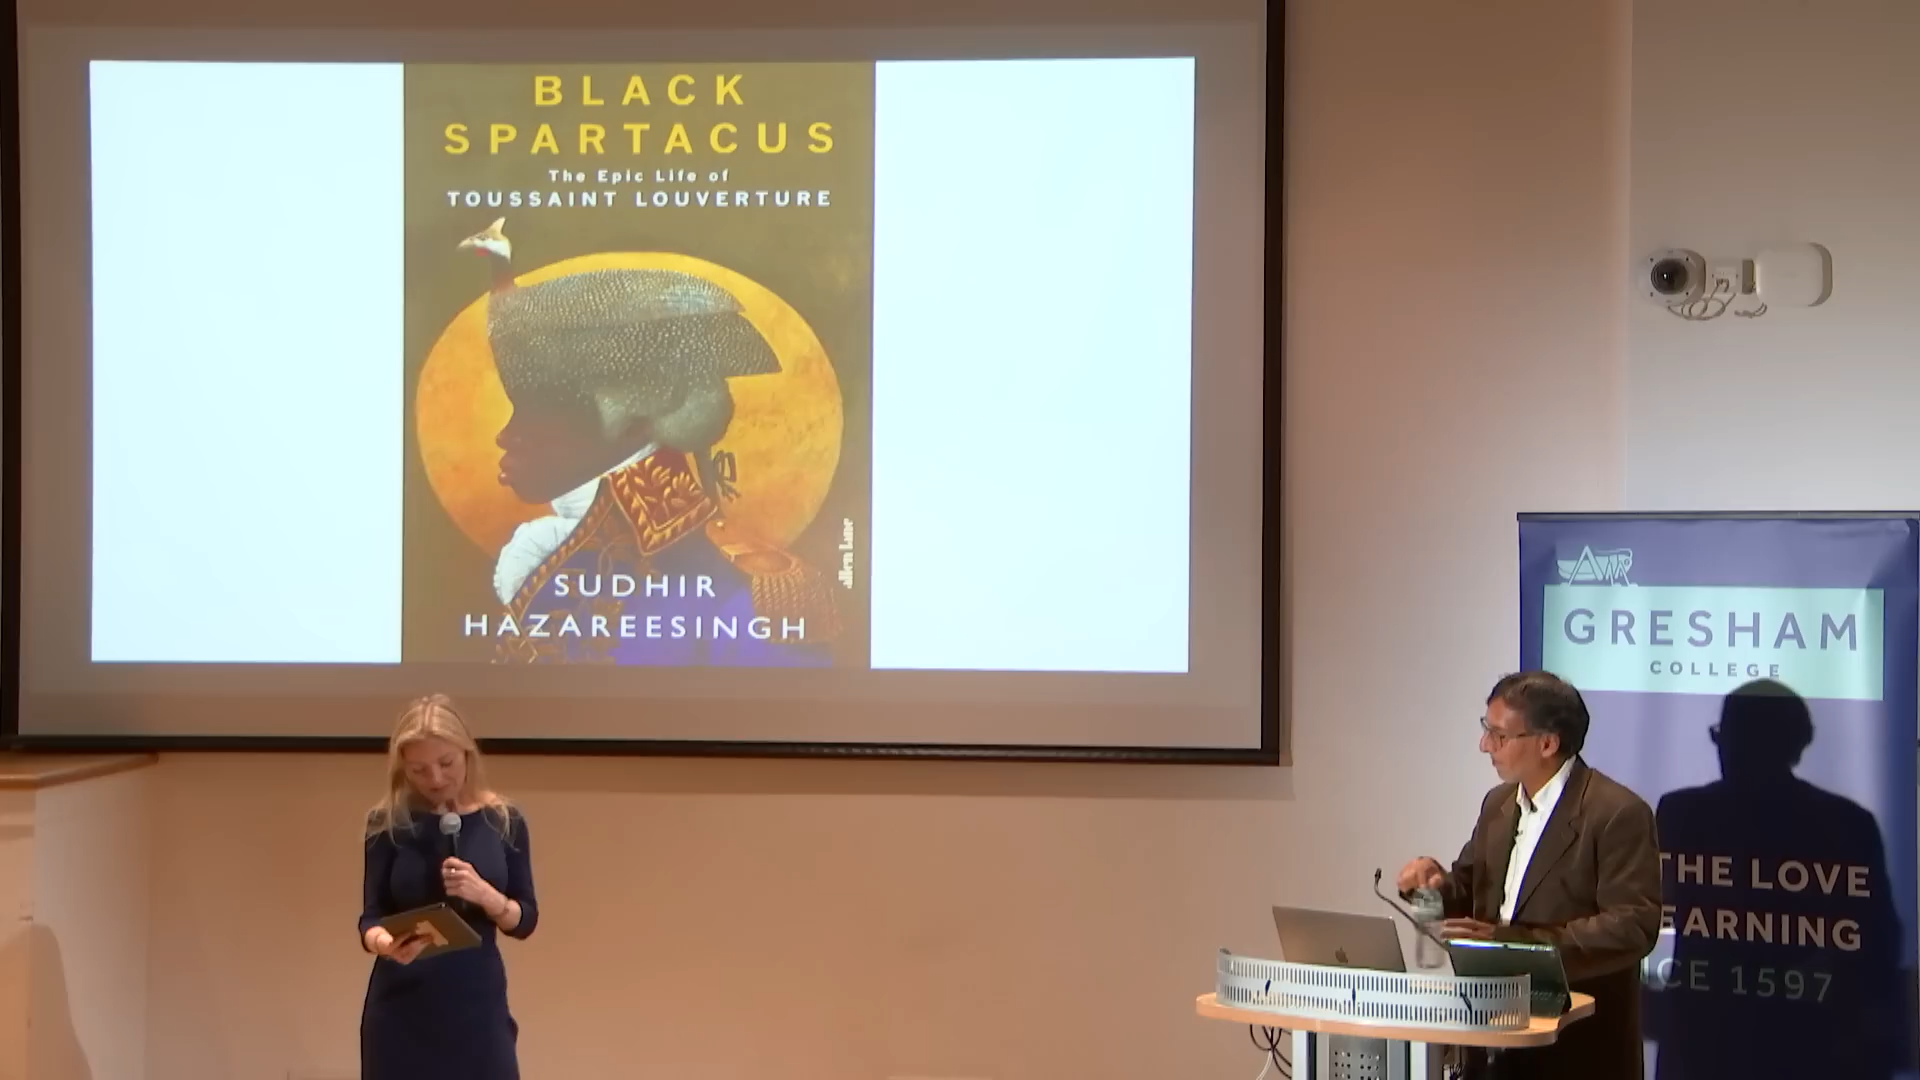 BLACK
SPARTACUS
The Epic Life of
TOUSSAINT LOUVERTURE
allen lane
SUDHIR
HAZAREESINGH
GRESHAM
COLLEGE
THE LOVE
EARNING
CE 1597